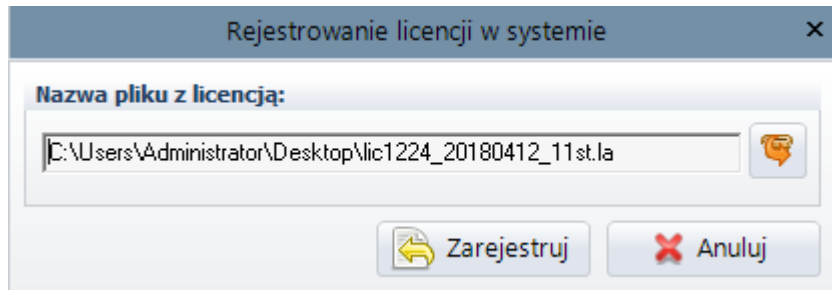 Rejestrowanie licencji w systemie
Nazwa pliku z licencją:
C:\Users\Administrator\Desktop\lic1224_20180412_11st.la
Zarejestruj
Anuluj